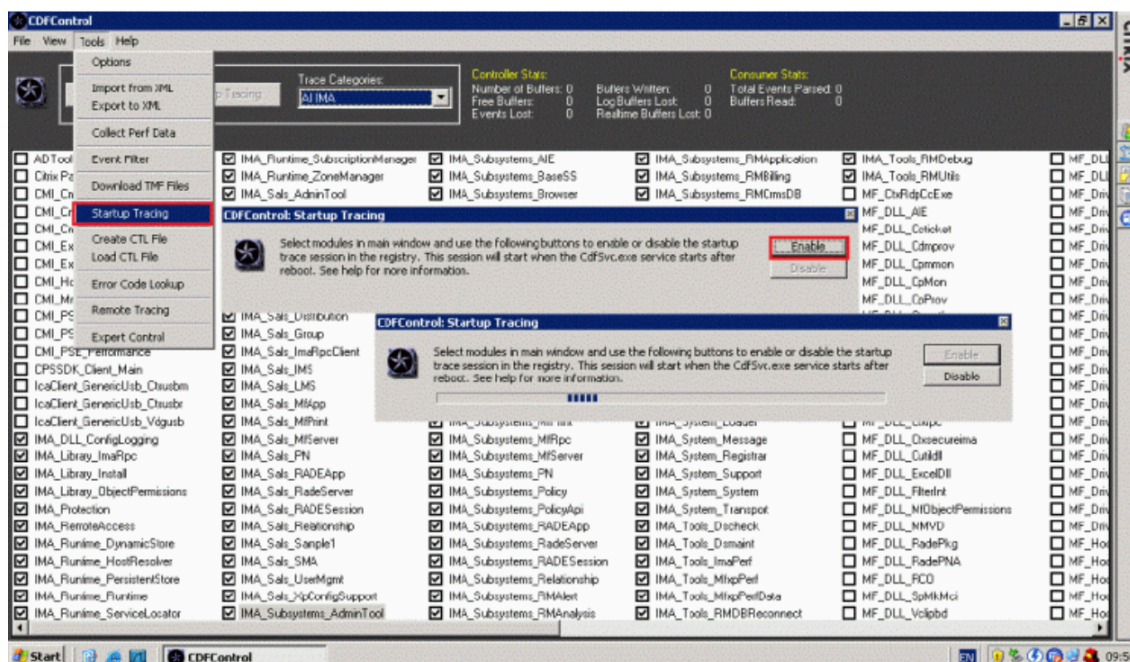 CDFControl
File View Tools Help
Options
Import from XML
Export to XML
Collect Perf Data
Event Filter
Download TMF Files
Startup Tracing
Create CTL File
Load CTL File
Error Code Lookup
Remote Tracing
Expert Control
Tracing
Trace Categories:
All IMA
Controller Stats:
Number of Buffers: 0
Free Buffers: 0
Events Lost: 0
Buffers Written: 0
Log Buffers Lost: 0
Realtime Buffers Lost: 0
Consumer Stats:
Total Events Parsed: 0
Buffers Read: 0
CITRIX
CMI_PSE_Performance
CPSSDK_Client_Main
IcaClient_GenericUsb_Ctxusbm
IcaClient_GenericUsb_Ctxusbr
IcaClient_GenericUsb_Vdgusb
IMA_DLL_ConfigLogging
IMA_Library_ImaRpc
IMA_Library_Install
IMA_Library_ObjectPermissions
IMA_Protection
IMA_RemoteAccess
IMA_Runtime_DynamicStore
IMA_Runtime_HostResolver
IMA_Runtime_PersistentStore
IMA_Runtime_Runtime
IMA_Runtime_ServiceLocator
IMA_Runtime_SubscriptionManager
IMA_Runtime_ZoneManager
IMA_Sals_AdminTool
IMA_Sals_Distribution
IMA_Sals_Group
IMA_Sals_ImaRpcClient
IMA_Sals_IMS
IMA_Sals_LMS
IMA_Sals_MfApp
IMA_Sals_MfPrint
IMA_Sals_MfServer
IMA_Sals_PN
IMA_Sals_RADEApp
IMA_Sals_RadeServer
IMA_Sals_RADESession
IMA_Sals_Relationship
IMA_Sals_Sample1
IMA_Sals_SMA
IMA_Sals_UserMgmt
IMA_Sals_XpConfigSupport
IMA_Subsystems_AdminTool
IMA_Subsystems_AIE
IMA_Subsystems_BaseSS
IMA_Subsystems_Browser
IMA_Subsystems_MfRpc
IMA_Subsystems_MfServer
IMA_Subsystems_PN
IMA_Subsystems_Policy
IMA_Subsystems_PolicyApi
IMA_Subsystems_RADEApp
IMA_Subsystems_RadeServer
IMA_Subsystems_RADESession
IMA_Subsystems_Relationship
IMA_Subsystems_RMAlert
IMA_Subsystems_RMAnalysis
IMA_Subsystems_RMApplication
IMA_Subsystems_RMBilling
IMA_Subsystems_RMCrmsDB
IMA_System_Loader
IMA_System_Message
IMA_System_Registrar
IMA_System_Support
IMA_System_System
IMA_System_Transport
IMA_Tools_Dscheck
IMA_Tools_Dsmaint
IMA_Tools_ImaPerf
IMA_Tools_MfxpPerf
IMA_Tools_MfxpPerfData
IMA_Tools_RMDBReconnect
IMA_Tools_RMDebug
IMA_Tools_RMUtils
MF_CtxRdpCcExe
MF_DLL_AIE
MF_DLL_Ccticket
MF_DLL_Cdmprov
MF_DLL_Cpmmon
MF_DLL_CpMon
MF_DLL_CpProv
MF_DLL_Ctxsecureima
MF_DLL_Cutildll
MF_DLL_ExcelDll
MF_DLL_FilterInt
MF_DLL_MfObjectPermissions
MF_DLL_NMVD
MF_DLL_RadePkg
MF_DLL_RadePNA
MF_DLL_RCO
MF_DLL_SpMkMci
MF_DLL_Vclipbd
CDFControl: Startup Tracing
Select modules in main window and use the following buttons to enable or disable the startup
trace session in the registry. This session will start when the CdfSvc.exe service starts after
reboot. See help for more information.
Enable
Disable
CDFControl: Startup Tracing
Select modules in main window and use the following buttons to enable or disable the startup
trace session in the registry. This session will start when the CdfSvc.exe service starts after
reboot. See help for more information.
Enable
Disable
Start
CDFControl
EN